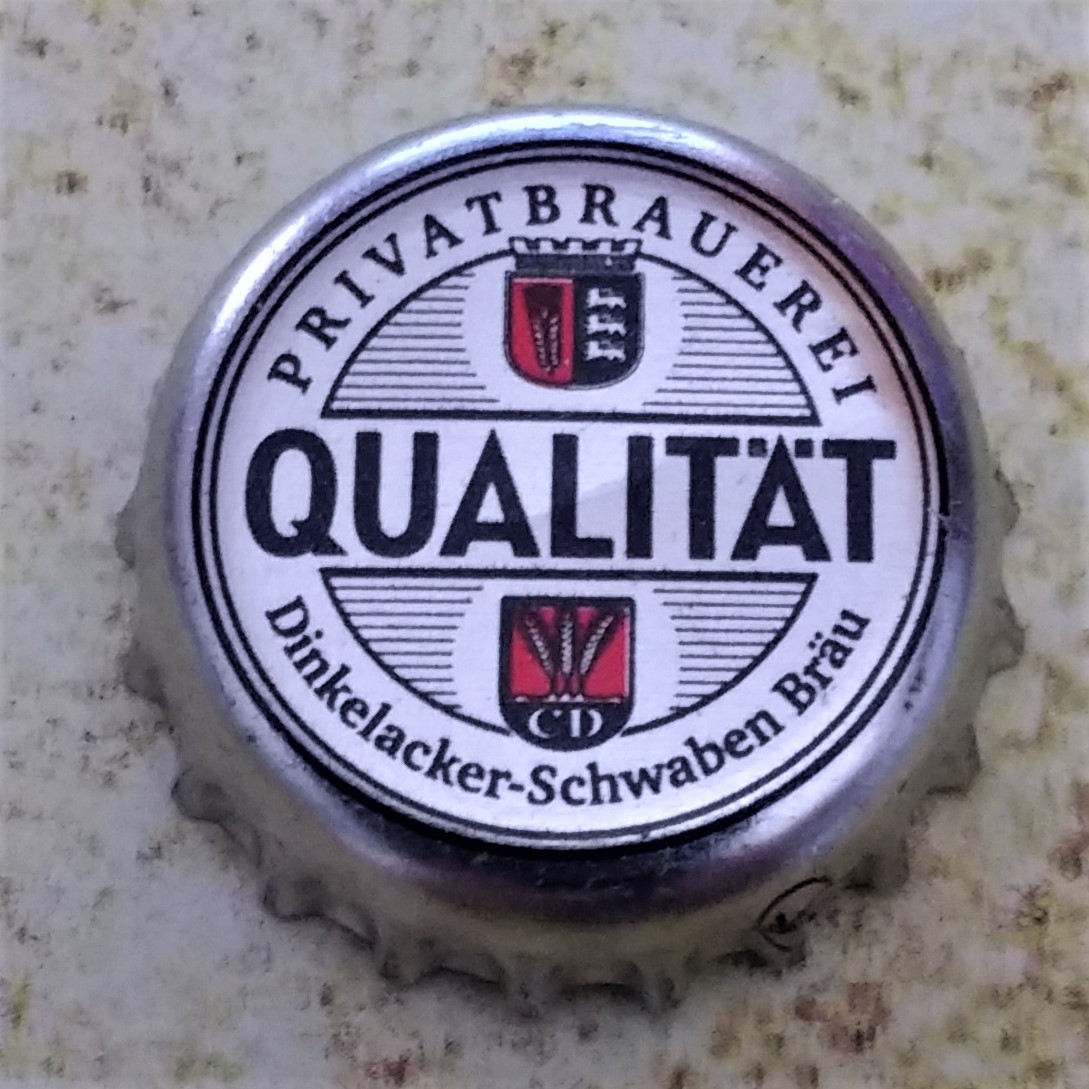 PRIVATBRAUEREI
QUALITÄT
CD
Dinkelacker-Schwaben Bräu